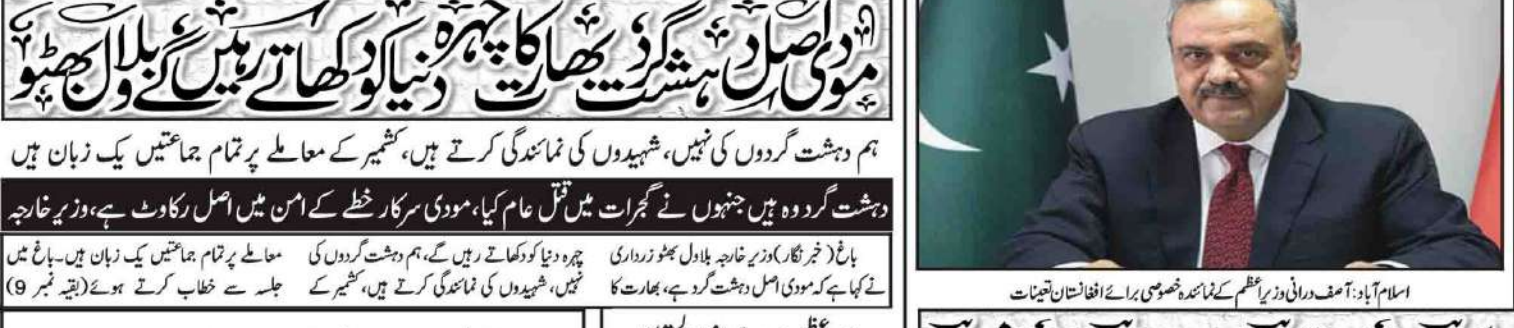 مودی اصل دہشت گرد، بھارت کا چہرہ دنیا کو دکھاتے رہیں گے، بلاول بھٹو
ہم دہشت گردوں کی نہیں، شہیدوں کی نمائندگی کرتے ہیں، کشمیر کے معاملے پر تمام جماعتیں یک زبان ہیں
دہشت گرد وہ ہیں جنہوں نے گجرات میں قتل عام کیا، مودی سرکار خطے کے امن میں اصل رکاوٹ ہے، وزیر خارجہ
باغ (خبر نگار) وزیر خارجہ بلاول بھٹو زرداری
نے کہا ہے کہ مودی اصل دہشت گرد ہے، بھارت کا
چہرہ دنیا کو دکھاتے رہیں گے، ہم دہشت گردوں کی
نہیں، شہیدوں کی نمائندگی کرتے ہیں، کشمیر کے
معاملے پر تمام جماعتیں یک زبان ہیں۔ باغ میں
جلسہ سے خطاب کرتے ہوئے (بقیہ نمبر 9)
اسلام آباد: آصف درانی وزیراعظم کے نمائندہ خصوصی برائے افغانستان تعینات